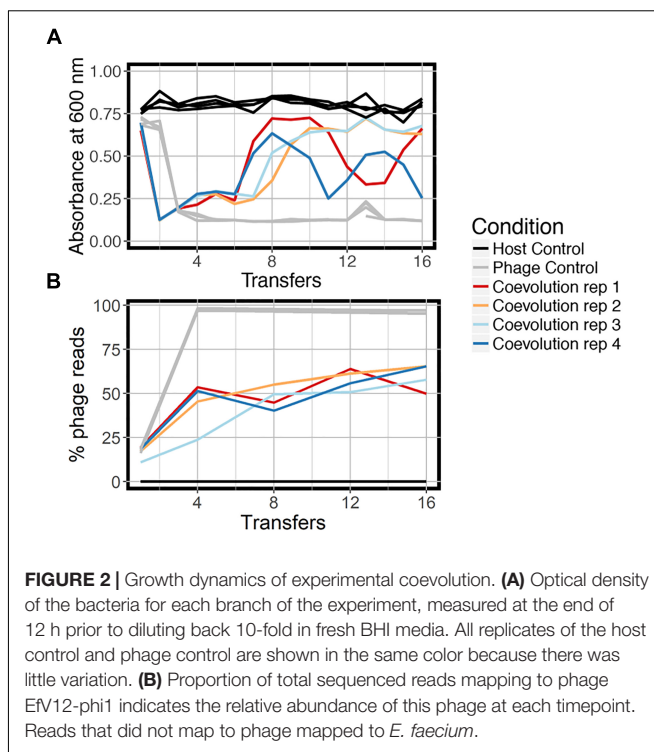 A
Absorbance at 600 nm
1.00
0.75
0.50
0.25
0.00
4
8
12
16
Transfers
B
% phage reads
100
75
50
25
0
4
8
12
16
Transfers
Condition
Host Control
Phage Control
Coevolution rep 1
Coevolution rep 2
Coevolution rep 3
Coevolution rep 4
FIGURE 2 | Growth dynamics of experimental coevolution. (A) Optical density
of the bacteria for each branch of the experiment, measured at the end of
12 h prior to diluting back 10-fold in fresh BHI media. All replicates of the host
control and phage control are shown in the same color because there was
little variation. (B) Proportion of total sequenced reads mapping to phage
EfV12-phi1 indicates the relative abundance of this phage at each timepoint.
Reads that did not map to phage mapped to E. faecium.